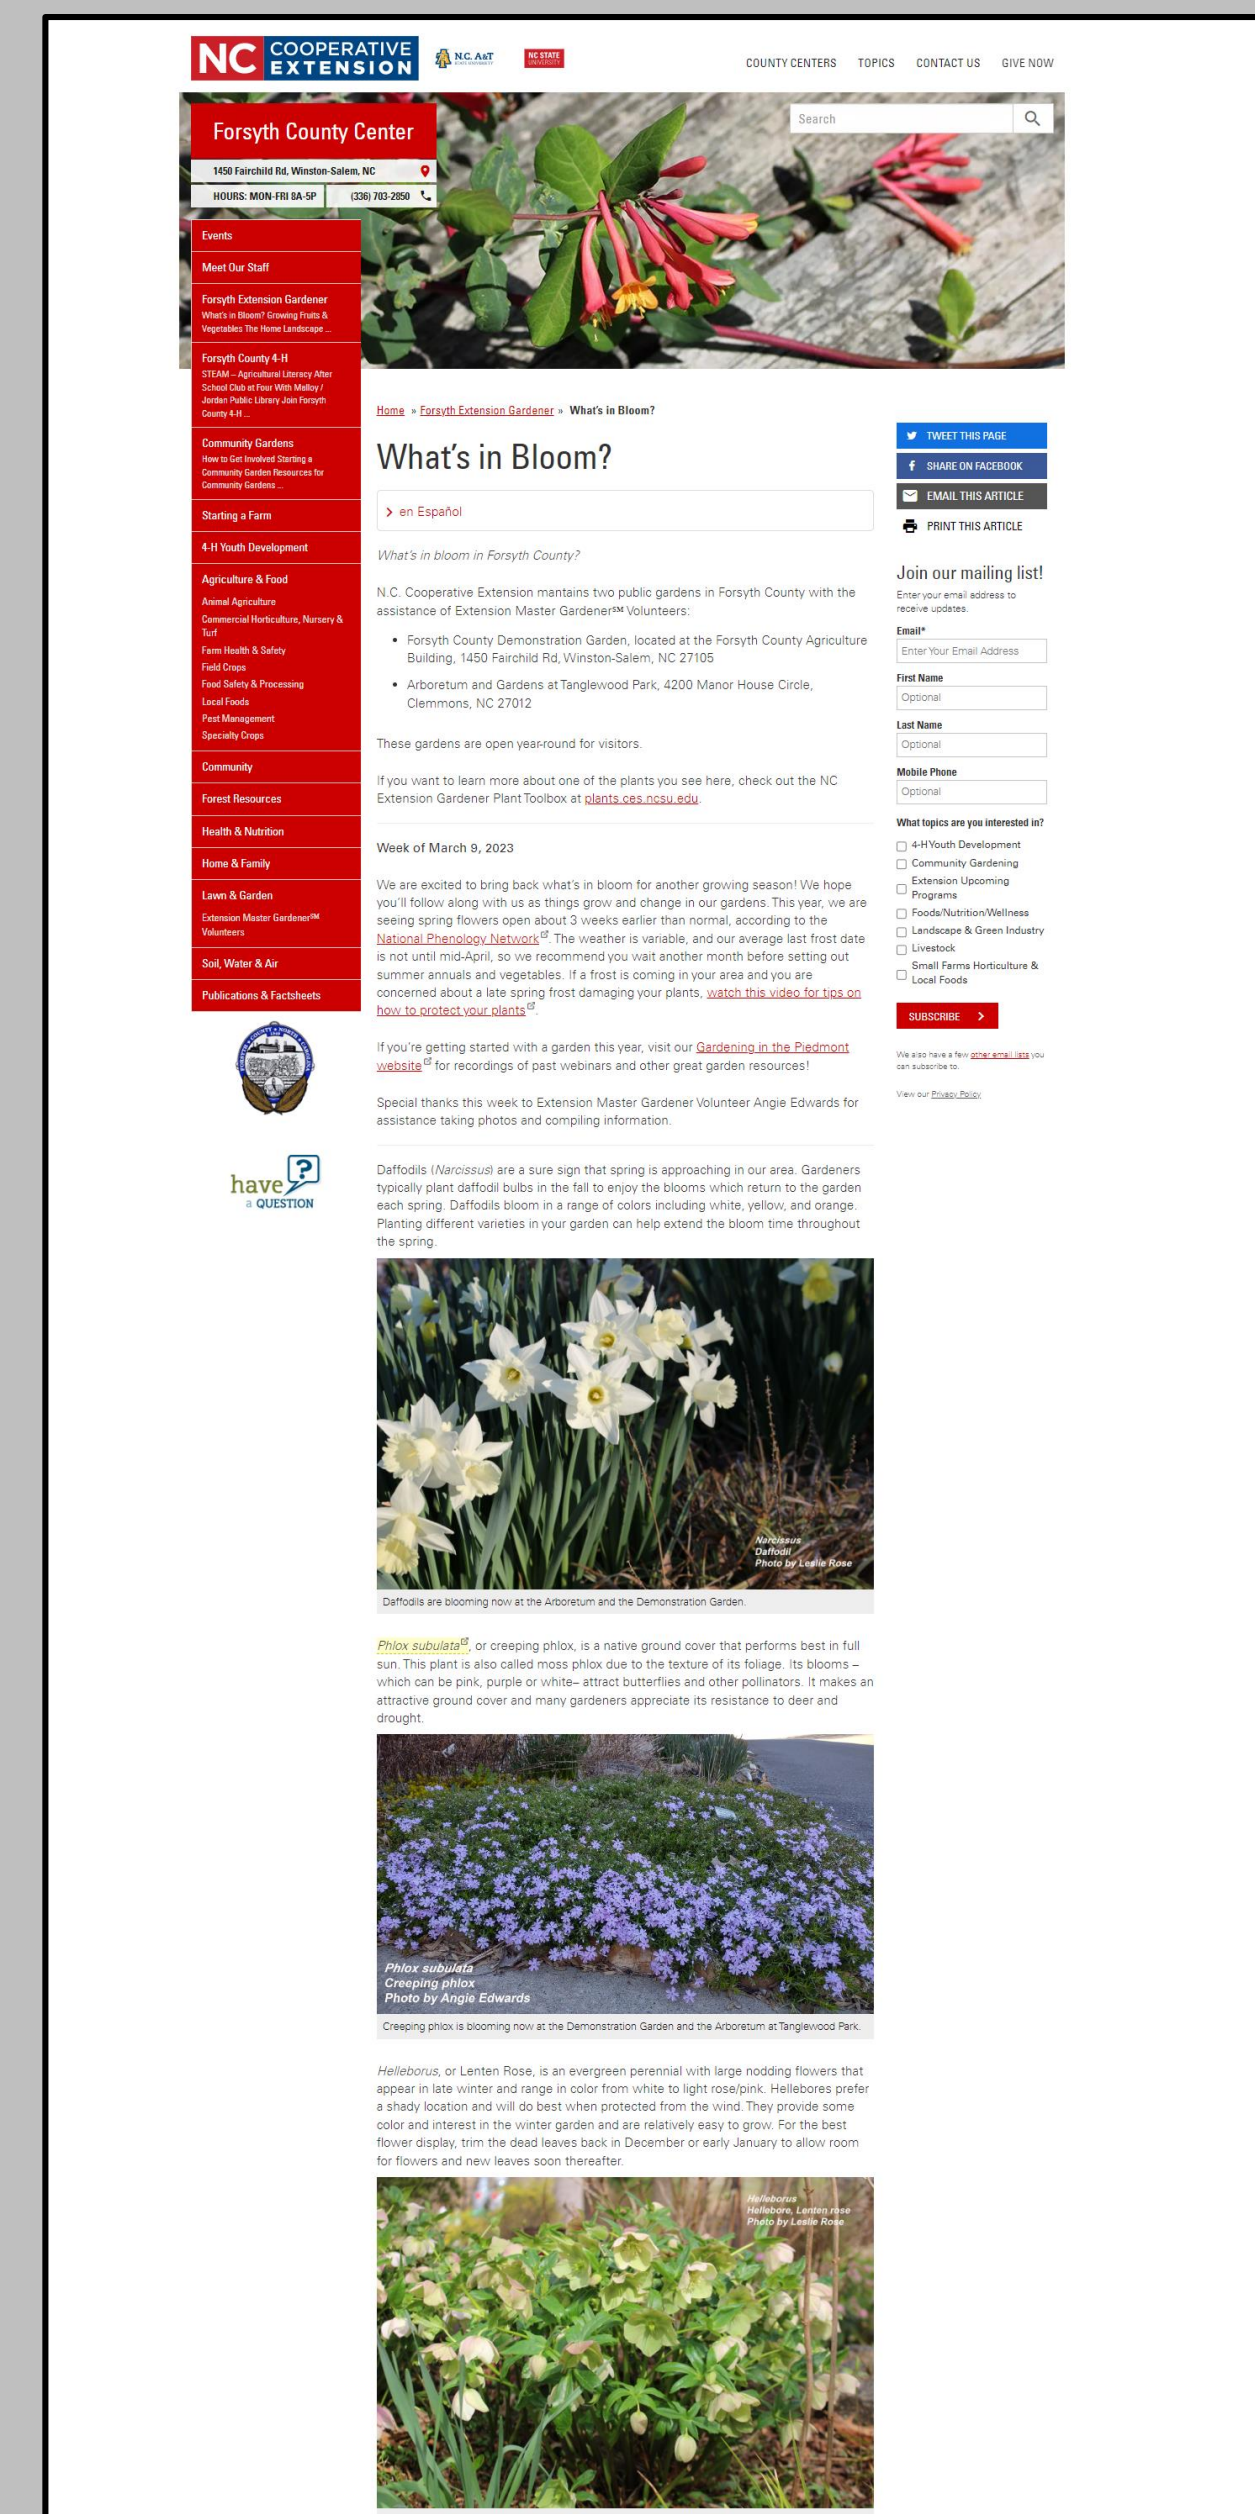 NC COOPERATIVE
EXTENSION
N.C. A&T
STATE UNIVERSITY
NC STATE
UNIVERSITY
COUNTY CENTERS TOPICS CONTACT US GIVE NOW
Forsyth County Center
Search
1450 Fairchild Rd, Winston-Salem, NC
HOURS: MON-FRI 8A-5P (336) 703-2850
Events
Meet Our Staff
Forsyth Extension Gardener
What's in Bloom? Growing Fruits &
Vegetables The Home Landscape ...
Forsyth County 4-H
STEAM – Agricultural Literacy After
School Club at Four With Malloy /
Jordan Public Library Join Forsyth
County 4-H ...
Community Gardens
How to Get Involved Starting a
Community Garden Resources for
Community Gardens ...
Starting a Farm
4-H Youth Development
Agriculture & Food
Animal Agriculture
Commercial Horticulture, Nursery &
Turf
Farm Health & Safety
Field Crops
Food Safety & Processing
Local Foods
Pest Management
Specialty Crops
Community
Forest Resources
Health & Nutrition
Home & Family
Lawn & Garden
Extension Master Gardener℠
Volunteers
Soil, Water & Air
Publications & Factsheets
have ?
a QUESTION
Home » Forsyth Extension Gardener » What's in Bloom?
What's in Bloom?
en Español
What's in bloom in Forsyth County?
N.C. Cooperative Extension mantains two public gardens in Forsyth County with the
assistance of Extension Master Gardener℠ Volunteers:
• Forsyth County Demonstration Garden, located at the Forsyth County Agriculture
Building, 1450 Fairchild Rd, Winston-Salem, NC 27105
• Arboretum and Gardens at Tanglewood Park, 4200 Manor House Circle,
Clemmons, NC 27012
These gardens are open year-round for visitors.
If you want to learn more about one of the plants you see here, check out the NC
Extension Gardener Plant Toolbox at plants.ces.ncsu.edu.
Week of March 9, 2023
We are excited to bring back what's in bloom for another growing season! We hope
you'll follow along with us as things grow and change in our gardens. This year, we are
seeing spring flowers open about 3 weeks earlier than normal, according to the
National Phenology Network. The weather is variable, and our average last frost date
is not until mid-April, so we recommend you wait another month before setting out
summer annuals and vegetables. If a frost is coming in your area and you are
concerned about a late spring frost damaging your plants, watch this video for tips on
how to protect your plants.
If you're getting started with a garden this year, visit our Gardening in the Piedmont
website for recordings of past webinars and other great garden resources!
Special thanks this week to Extension Master Gardener Volunteer Angie Edwards for
assistance taking photos and compiling information.
Daffodils (Narcissus) are a sure sign that spring is approaching in our area. Gardeners
typically plant daffodil bulbs in the fall to enjoy the blooms which return to the garden
each spring. Daffodils bloom in a range of colors including white, yellow, and orange.
Planting different varieties in your garden can help extend the bloom time throughout
the spring.
Narcissus
Daffodil
Photo by Leslie Rose
Daffodils are blooming now at the Arboretum and the Demonstration Garden.
Phlox subulata, or creeping phlox, is a native ground cover that performs best in full
sun. This plant is also called moss phlox due to the texture of its foliage. Its blooms –
which can be pink, purple or white– attract butterflies and other pollinators. It makes an
attractive ground cover and many gardeners appreciate its resistance to deer and
drought.
Phlox subulata
Creeping phlox
Photo by Angie Edwards
Creeping phlox is blooming now at the Demonstration Garden and the Arboretum at Tanglewood Park.
Helleborus, or Lenten Rose, is an evergreen perennial with large nodding flowers that
appear in late winter and range in color from white to light rose/pink. Hellebores prefer
a shady location and will do best when protected from the wind. They provide some
color and interest in the winter garden and are relatively easy to grow. For the best
flower display, trim the dead leaves back in December or early January to allow room
for flowers and new leaves soon thereafter.
Helleborus
Hellebore, Lenten rose
Photo by Leslie Rose
TWEET THIS PAGE
SHARE ON FACEBOOK
EMAIL THIS ARTICLE
PRINT THIS ARTICLE
Join our mailing list!
Enter your email address to
receive updates.
Email*
Enter Your Email Address
First Name
Optional
Last Name
Optional
Mobile Phone
Optional
What topics are you interested in?
4-H Youth Development
Community Gardening
Extension Upcoming
Programs
Foods/Nutrition/Wellness
Landscape & Green Industry
Livestock
Small Farms Horticulture &
Local Foods
SUBSCRIBE
We also have a few other email lists you
can subscribe to.
View our Privacy Policy